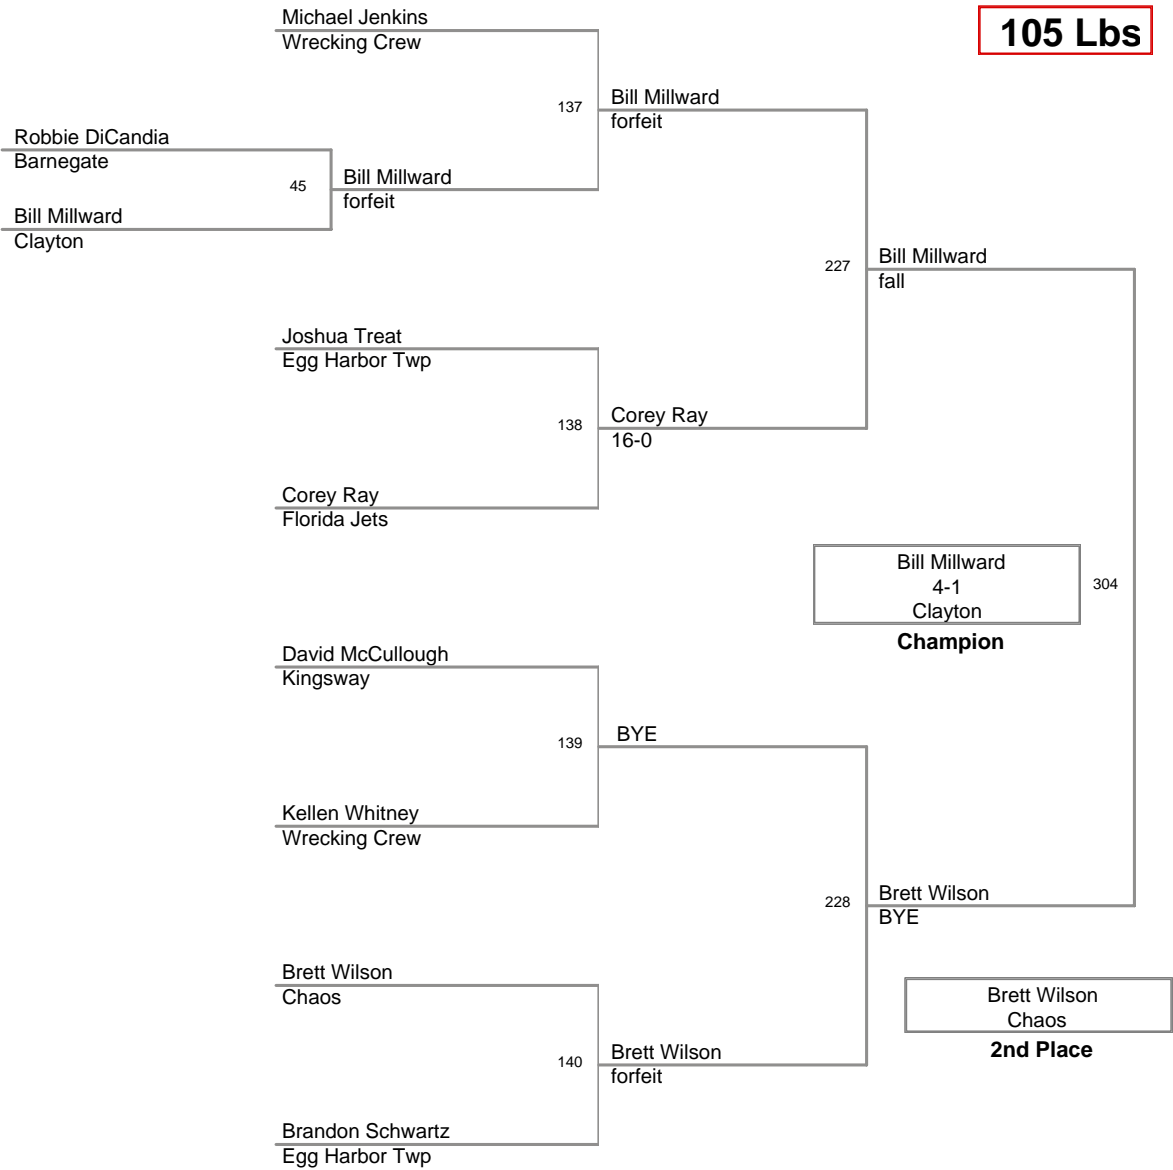 Michael Jenkins
Wrecking Crew
105 Lbs
137
Bill Millward
forfeit
Robbie DiCandia
Barnegate
45
Bill Millward
forfeit
Bill Millward
Clayton
227
Bill Millward
fall
Joshua Treat
Egg Harbor Twp
138
Corey Ray
16-0
Corey Ray
Florida Jets
Bill Millward
4-1
Clayton
304
Champion
David McCullough
Kingsway
139
BYE
Kellen Whitney
Wrecking Crew
228
Brett Wilson
BYE
Brett Wilson
Chaos
Brett Wilson
Chaos
2nd Place
140
Brett Wilson
forfeit
Brandon Schwartz
Egg Harbor Twp